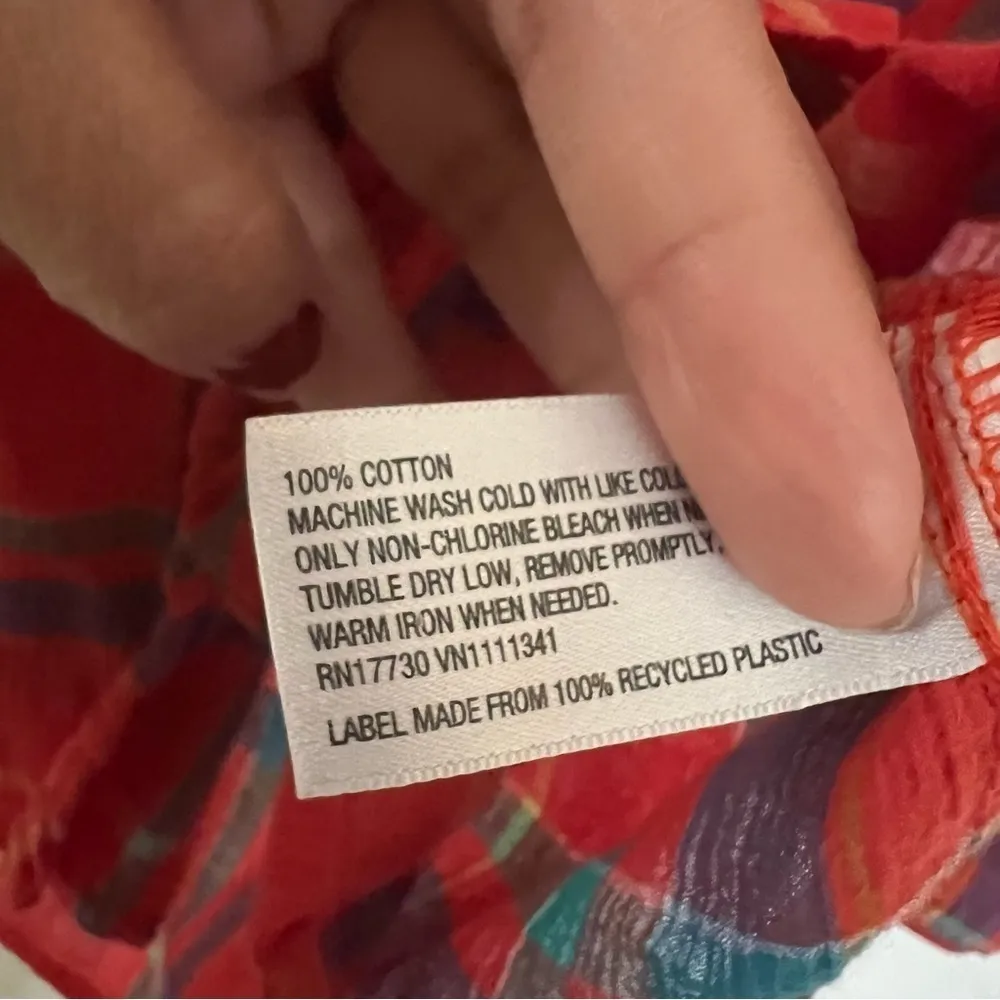 100% COTTON
MACHINE WASH COLD WITH LIKE
ONLY NON-CHLORINE BLEACH WHEN
TUMBLE DRY LOW, REMOVE PROMPTLY,
WARM IRON WHEN NEEDED.
RN17730 VN1111341
LABEL MADE FROM 100% RECYCLED PLASTIC